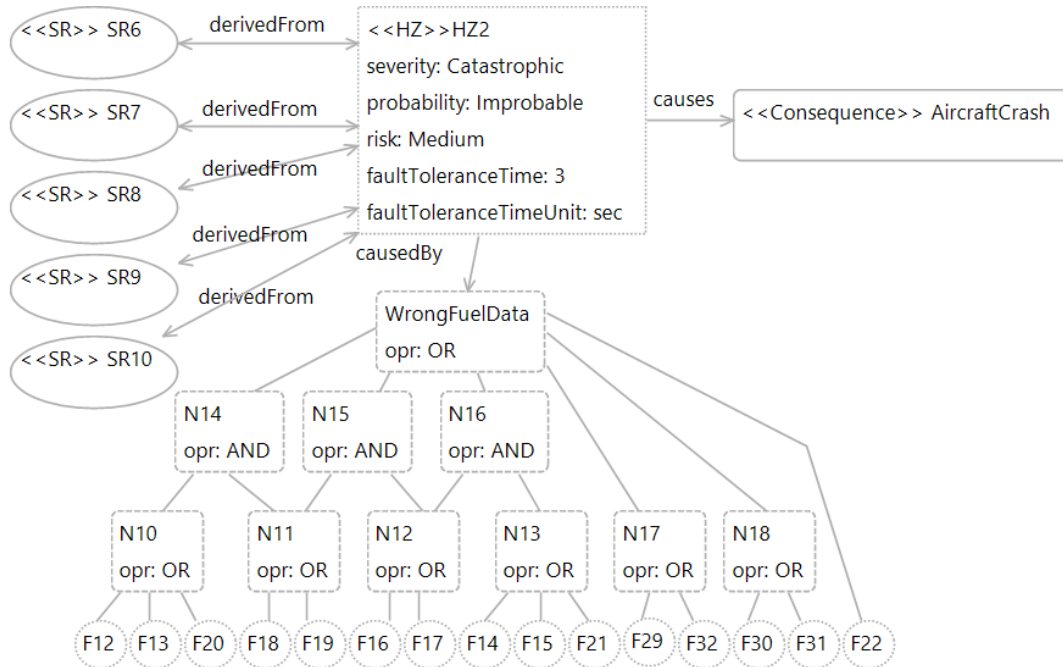 <<SR>> SR6
derivedFrom
<<HZ>>HZ2
severity: Catastrophic
probability: Improbable
risk: Medium
faultToleranceTime: 3
faultToleranceTimeUnit: sec
causes
<<Consequence>> AircraftCrash
<<SR>> SR7
derivedFrom
<<SR>> SR8
derivedFrom
<<SR>> SR9
derivedFrom
<<SR>> SR10
derivedFrom
causedBy
WrongFuelData
opr: OR
N14
opr: AND
N15
opr: AND
N16
opr: AND
N10
opr: OR
N11
opr: OR
N12
opr: OR
N13
opr: OR
N17
opr: OR
N18
opr: OR
F12
F13
F20
F18
F19
F16
F17
F14
F15
F21
F29
F32
F30
F31
F22